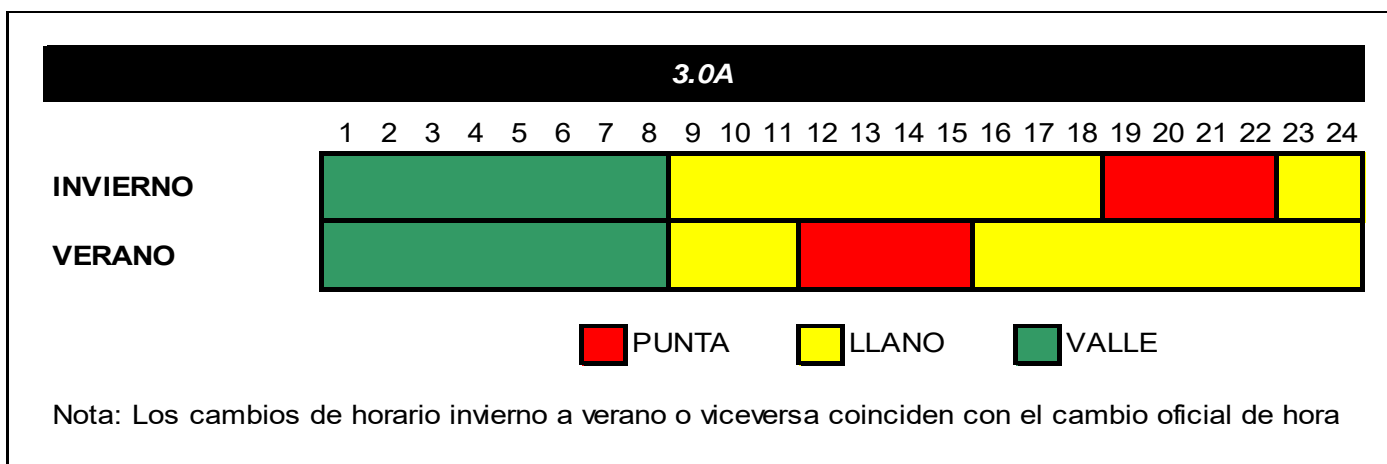 3.0A
1 2 3 4 5 6 7 8 9 10 11 12 13 14 15 16 17 18 19 20 21 22 23 24
INVIERNO
VERANO
PUNTA LLANO VALLE
Nota: Los cambios de horario invierno a verano o viceversa coinciden con el cambio oficial de hora